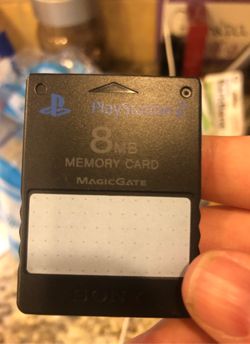 PlayStation 2
8MB
MEMORY CARD
MAGICGATE
SONY